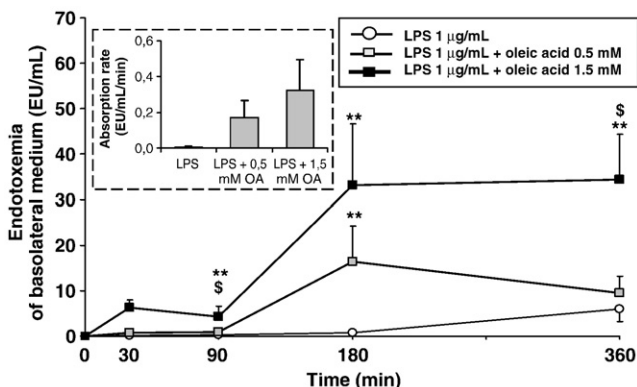 LPS 1 µg/mL
LPS 1 µg/mL + oleic acid 0.5 mM
LPS 1 µg/mL + oleic acid 1.5 mM
Endotoxemia
of basolateral medium (EU/mL)
70
60
50
40
30
20
10
0
Absorption rate
(EU/mL/min)
0,6
0,4
0,2
0,0
LPS
LPS + 0,5
mM OA
LPS + 1,5
mM OA
**
$
**
**
$
**
0
30
90
180
360
Time (min)